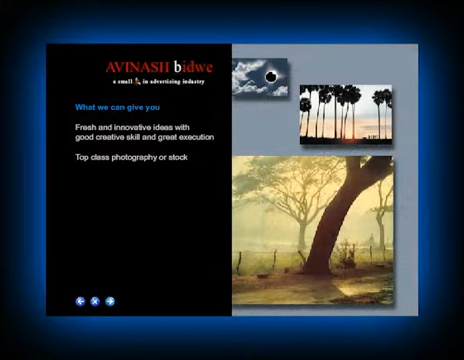 AVINASH bidwe
a small in advertizing industry
What we can give you
Fresh and innovative ideas with
good creative skill and great execution
Top class photography or stock